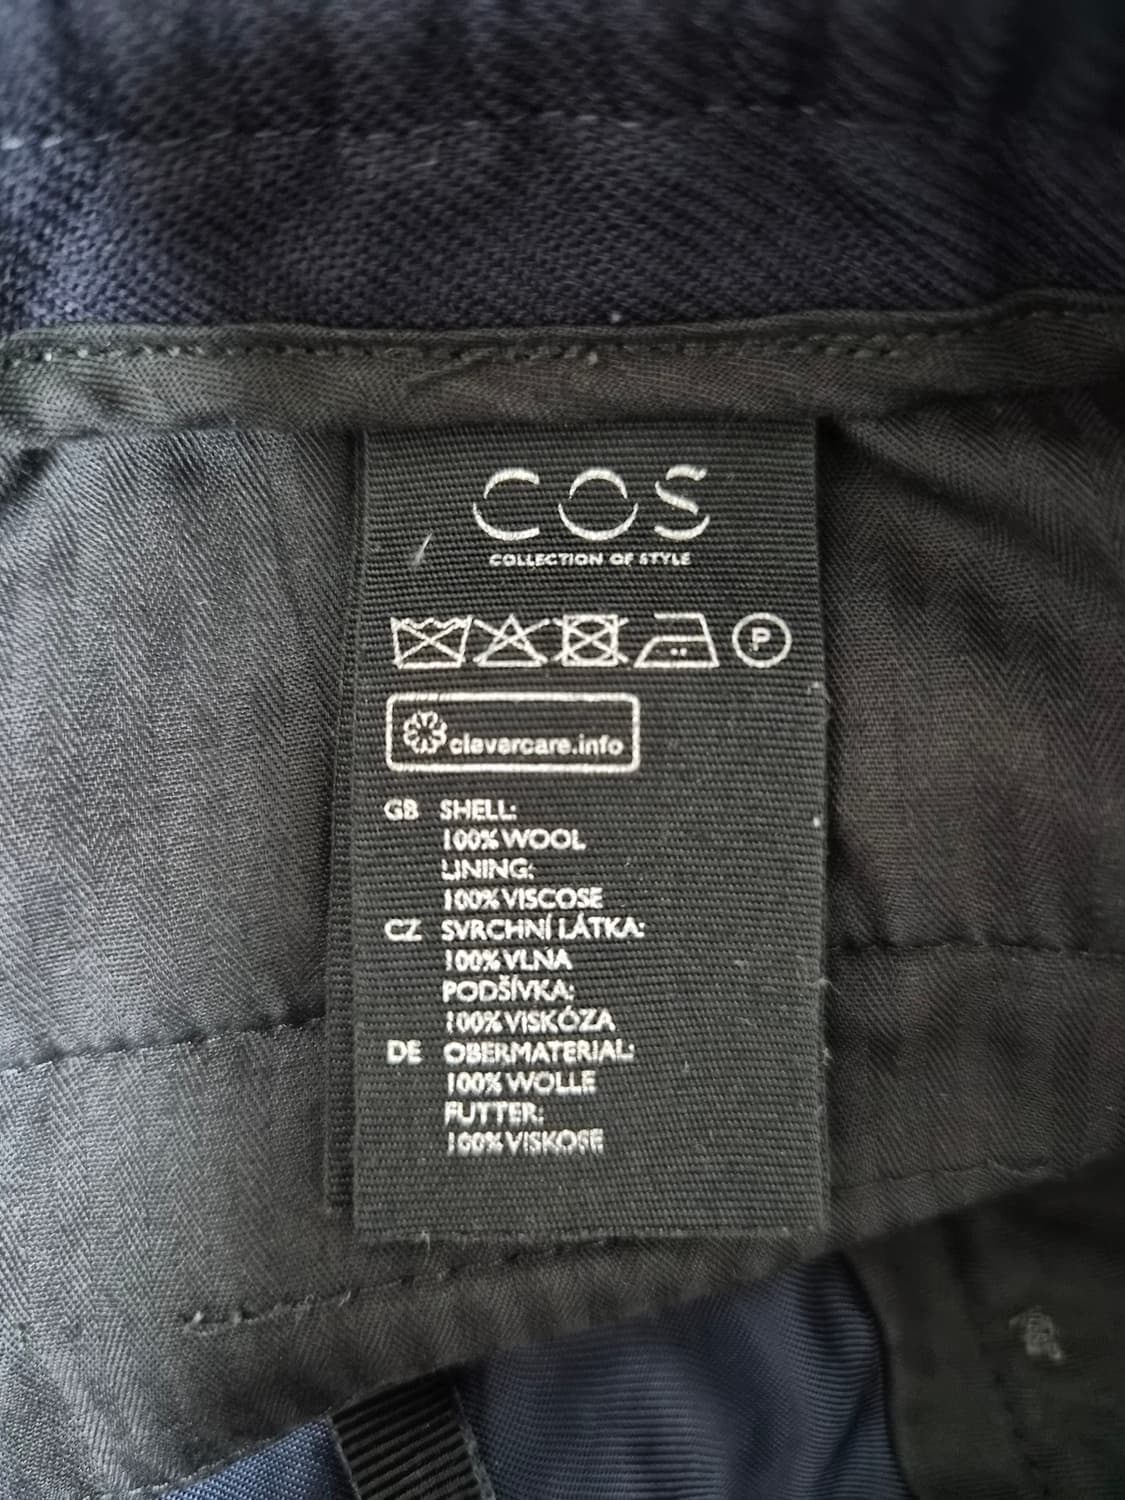 COS
COLLECTION OF STYLE
P
clevercare.info
GB SHELL:
100% WOOL
LINING:
100% VISCOSE
CZ SVRCHNÍ LÁTKA:
100% VLNA
PODŠÍVKA:
100% VISKÓZA
DE OBERMATERIAL:
100% WOLLE
FUTTER:
100% VISKOSE